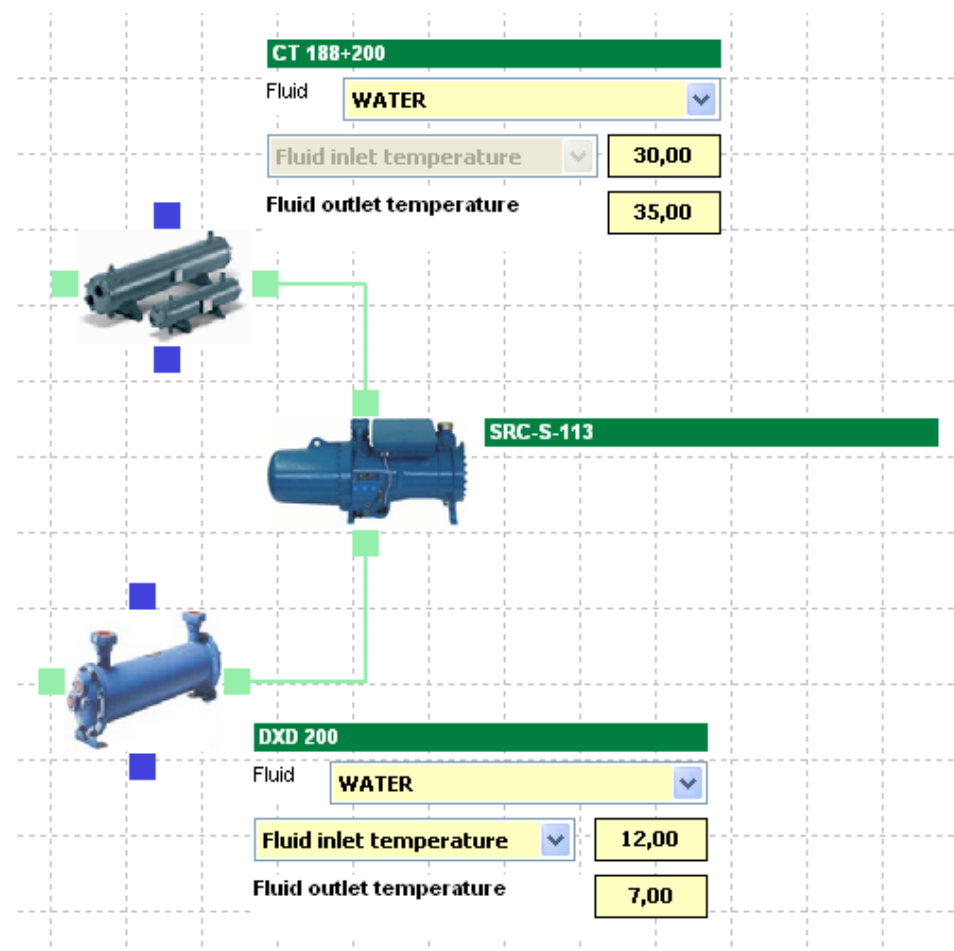 CT 188+200
Fluid WATER
Fluid inlet temperature 30,00
Fluid outlet temperature 35,00
SRC-S-113
DXD 200
Fluid WATER
Fluid inlet temperature 12,00
Fluid outlet temperature 7,00